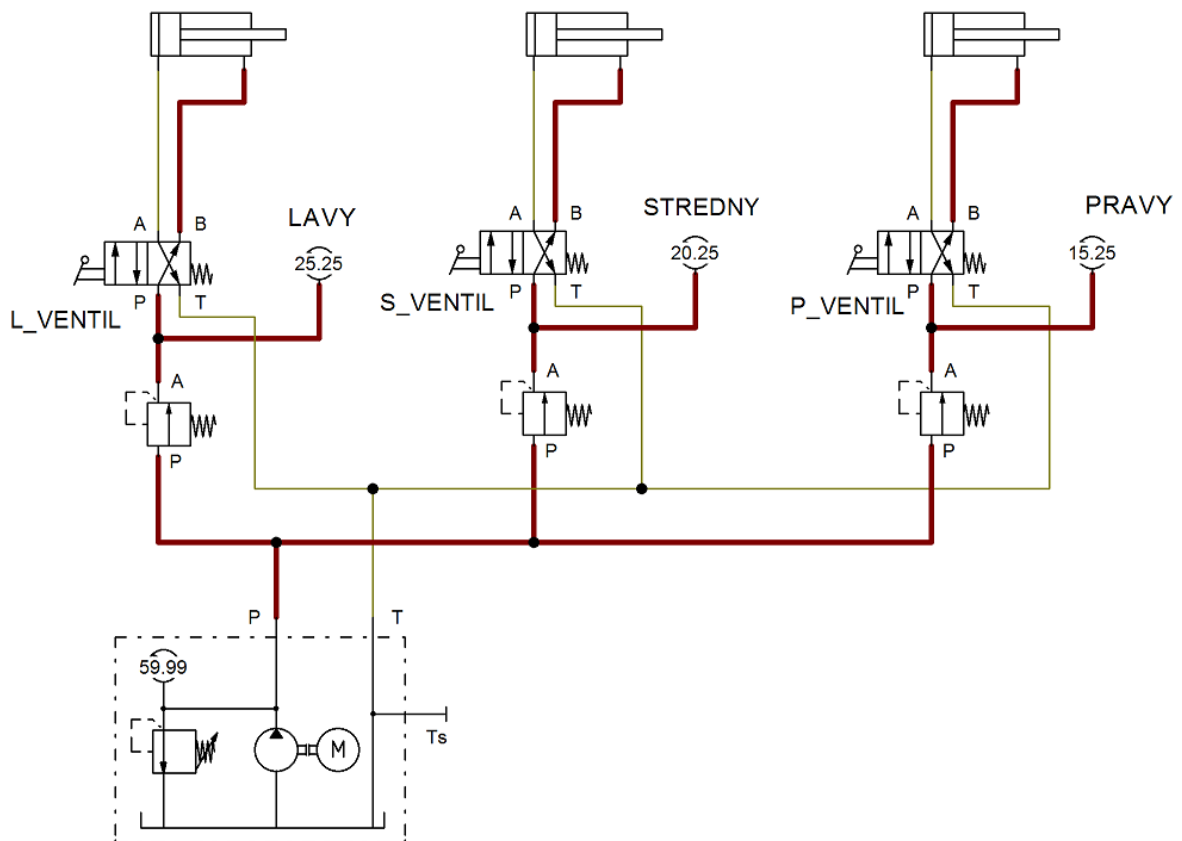 A B LAVY
25.25
P T
L_VENTIL
A
P
A B STREDNY
20.25
P T
S_VENTIL
A
P
A B PRAVY
15.25
P T
P_VENTIL
A
P
P T
59.99
M
Ts